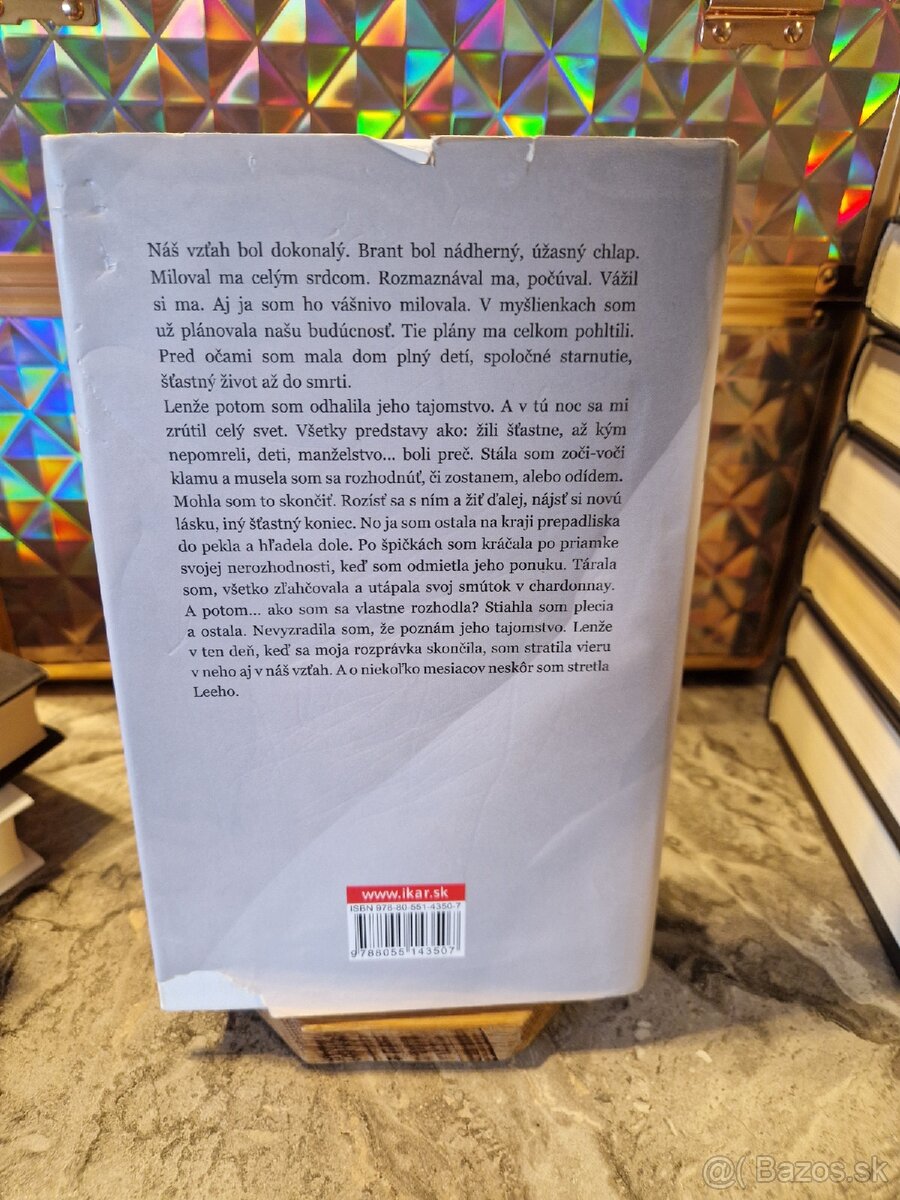 Náš vzťah bol dokonalý. Brant bol nádherný, úžasný chlap.
Miloval ma celým srdcom. Rozmaznával ma, počúval. Vážil
si ma. Aj ja som ho vášnivo milovala. V myšlienkach som
už plánovala našu budúcnosť. Tie plány ma celkom pohltili.
Pred očami som mala dom plný detí, spoločné starnutie,
šťastný život až do smrti.
Lenže potom som odhalila jeho tajomstvo. A v tú noc sa mi
zrútil celý svet. Všetky predstavy ako: žili šťastne, až kým
nepomreli, deti, manželstvo... boli preč. Stála som zoči-voči
klamu a musela som sa rozhodnúť, či zostanem, alebo odídem.
Mohla som to skončiť. Rozísť sa s ním a žiť ďalej, nájsť si novú
lásku, iný šťastný koniec. No ja som ostala na kraji prepadliska
do pekla a hľadela dole. Po špičkách som kráčala po priamke
svojej nerozhodnosti, keď som odmietla jeho ponuku. Tárala
som, všetko zľahčovala a utápala svoj smútok v chardonnay.
A potom... ako som sa vlastne rozhodla? Stiahla som plecia
a ostala. Nevyzradila som, že poznám jeho tajomstvo. Lenže
v ten deň, keď sa moja rozprávka skončila, som stratila vieru
v neho aj v náš vzťah. A o niekoľko mesiacov neskôr som stretla
Leeho.
www.ikar.sk
ISBN 978-80-551-4350-7
9788055 143507
@( Bazos.sk